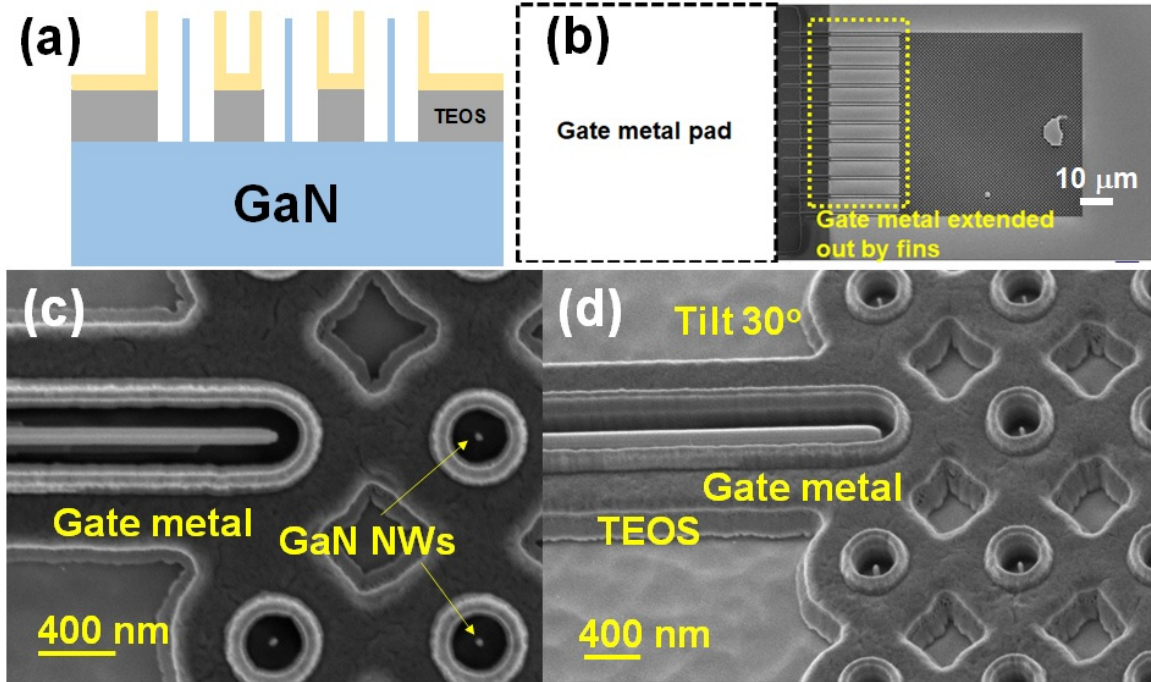 (a)
TEOS
GaN
(b)
Gate metal pad
10 μm
Gate metal extended
out by fins
(c)
Gate metal
GaN NWs
400 nm
(d)
Tilt 30°
Gate metal
TEOS
400 nm